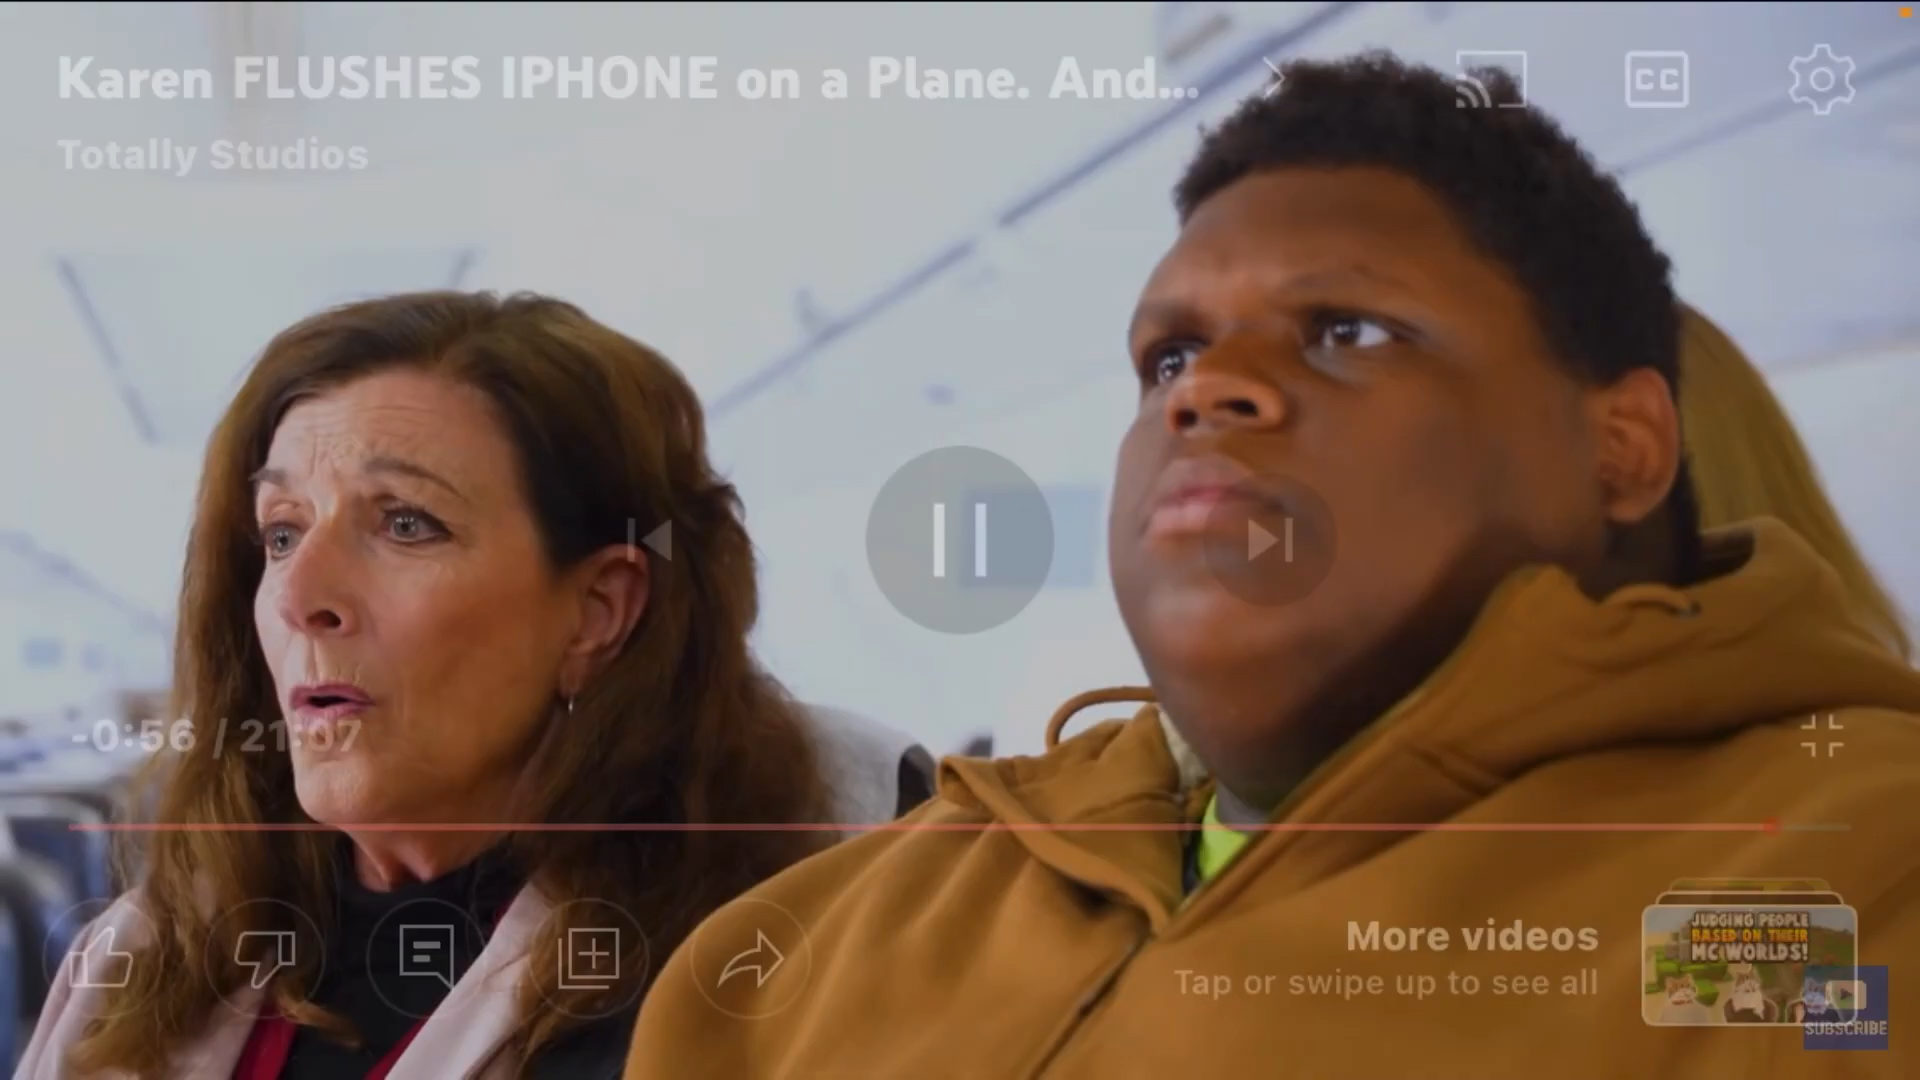 Karen FLUSHES IPHONE on a Plane. And...
CC
Totally Studios
-0:56 / 21:07
More videos
Tap or swipe up to see all
JUDGING PEOPLE
BASED ON THEIR
MC WORLDS!
SUBSCRIBE